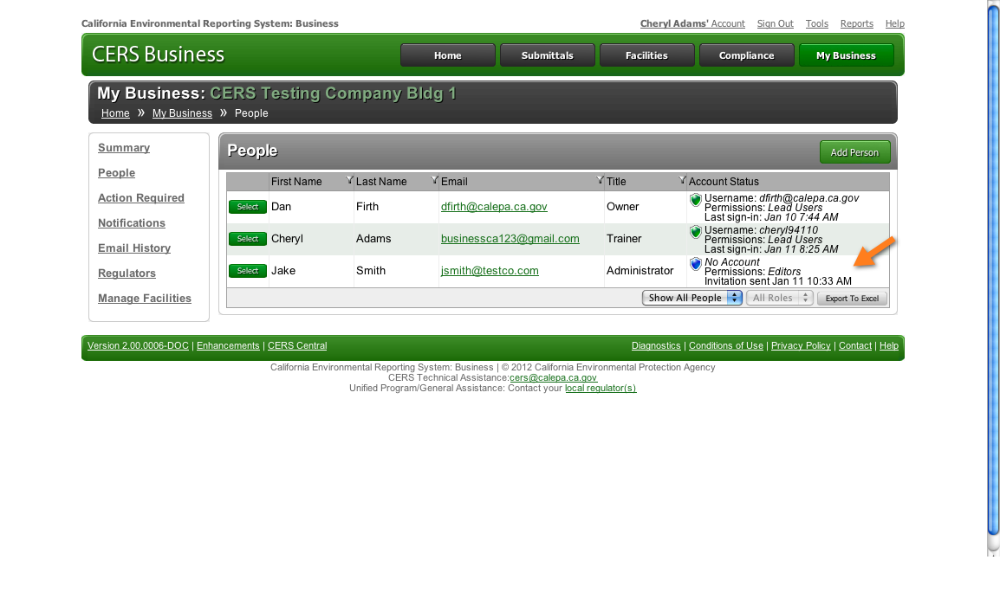 California Environmental Reporting System: Business
Cheryl Adams' Account Sign Out Tools Reports Help
CERS Business
Home Submittals Facilities Compliance My Business
My Business: CERS Testing Company Bldg 1
Home » My Business » People
Summary
People
Action Required
Notifications
Email History
Regulators
Manage Facilities
People
Add Person
First Name Last Name Email Title Account Status
Select Dan Firth dfirth@calepa.ca.gov Owner
Username: dfirth@calepa.ca.gov
Permissions: Lead Users
Last sign-in: Jan 10 7:44 AM
Select Cheryl Adams businessca123@gmail.com Trainer
Username: cheryl94110
Permissions: Lead Users
Last sign-in: Jan 11 8:25 AM
Select Jake Smith jsmith@testco.com Administrator
No Account
Permissions: Editors
Invitation sent Jan 11 10:33 AM
Show All People All Roles Export To Excel
Version 2.00.0006-DOC | Enhancements | CERS Central
Diagnostics | Conditions of Use | Privacy Policy | Contact | Help
California Environmental Reporting System: Business | © 2012 California Environmental Protection Agency
CERS Technical Assistance:cers@calepa.ca.gov
Unified Program/General Assistance: Contact your local regulator(s)